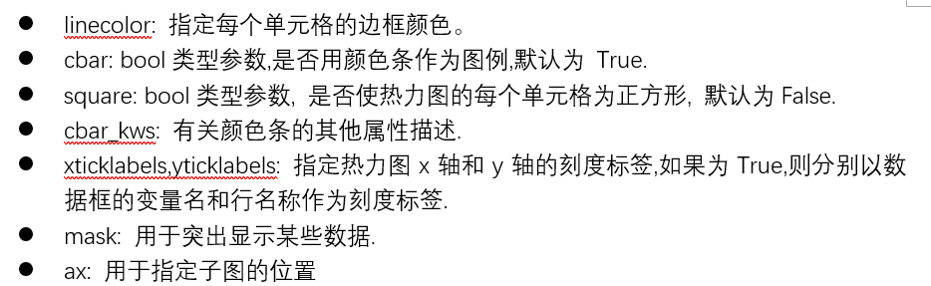 ● linecolor: 指定每个单元格的边框颜色。
● cbar: bool 类型参数,是否用颜色条作为图例,默认为 True.
● square: bool 类型参数, 是否使热力图的每个单元格为正方形, 默认为 False.
● cbar_kws: 有关颜色条的其他属性描述.
● xticklabels,yticklabels: 指定热力图 x 轴和 y 轴的刻度标签,如果为 True,则分别以数
据框的变量名和行名称作为刻度标签.
● mask: 用于突出显示某些数据.
● ax: 用于指定子图的位置